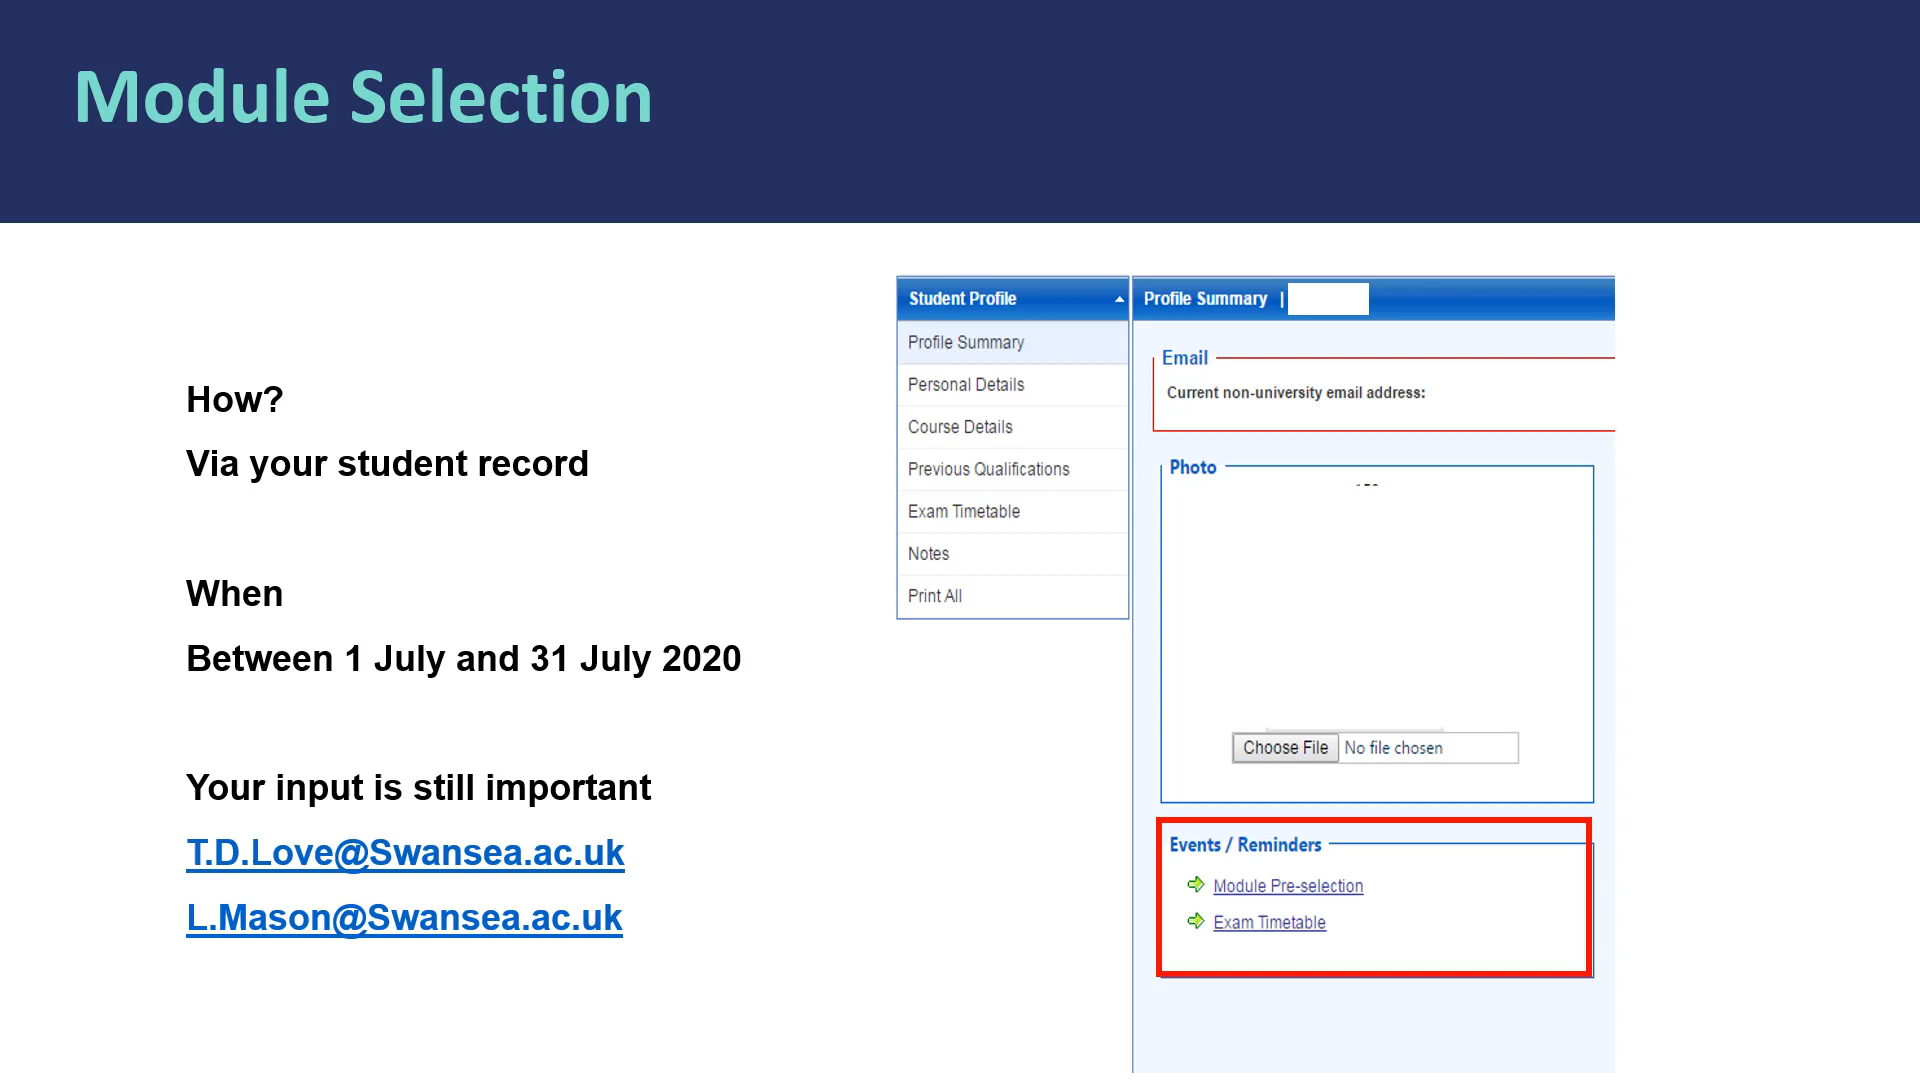 Module Selection
How?
Via your student record
When
Between 1 July and 31 July 2020
Your input is still important
T.D.Love@Swansea.ac.uk
L.Mason@Swansea.ac.uk
Student Profile
Profile Summary
Personal Details
Course Details
Previous Qualifications
Exam Timetable
Notes
Print All
Profile Summary |
Email
Current non-university email address:
Photo
Choose File No file chosen
Events / Reminders
Module Pre-selection
Exam Timetable